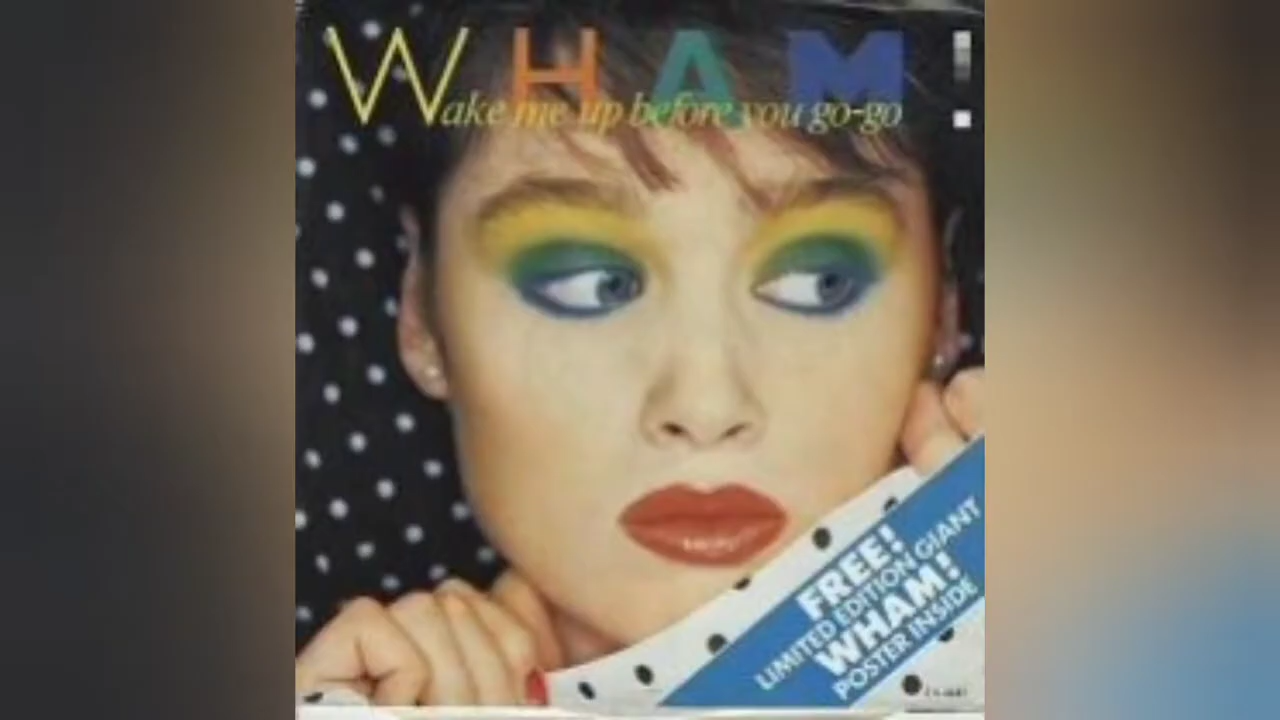 WHAM!
Wake me up before you go-go
FREE!
LIMITED EDITION GIANT
WHAM!
POSTER INSIDE